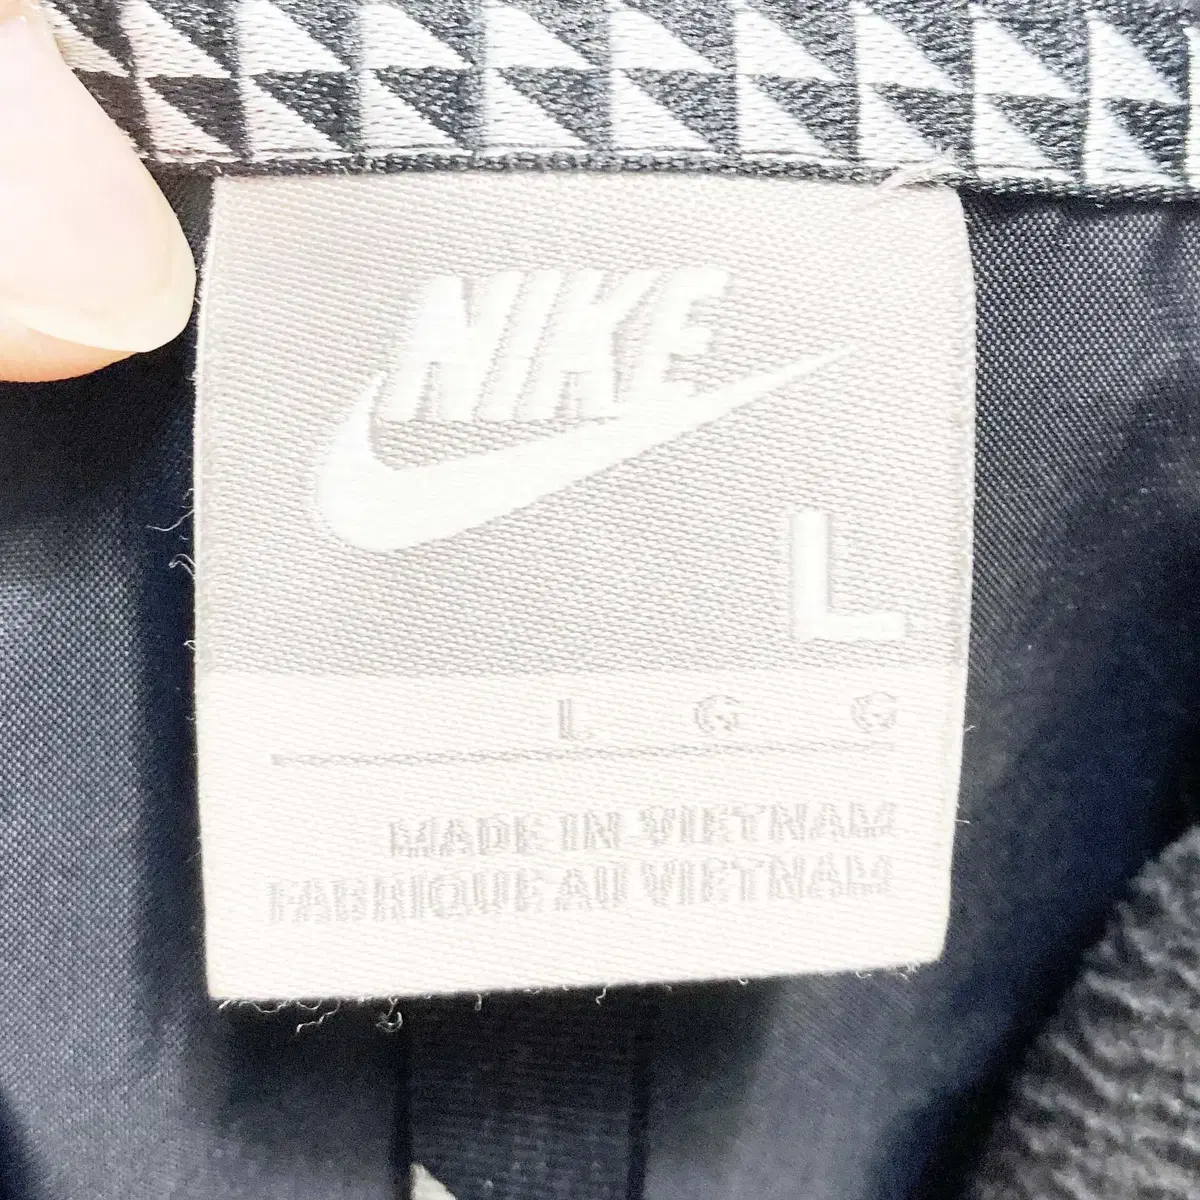 NIKE
L
L G G
MADE IN VIETNAM
FABRIQUE AU VIETNAM